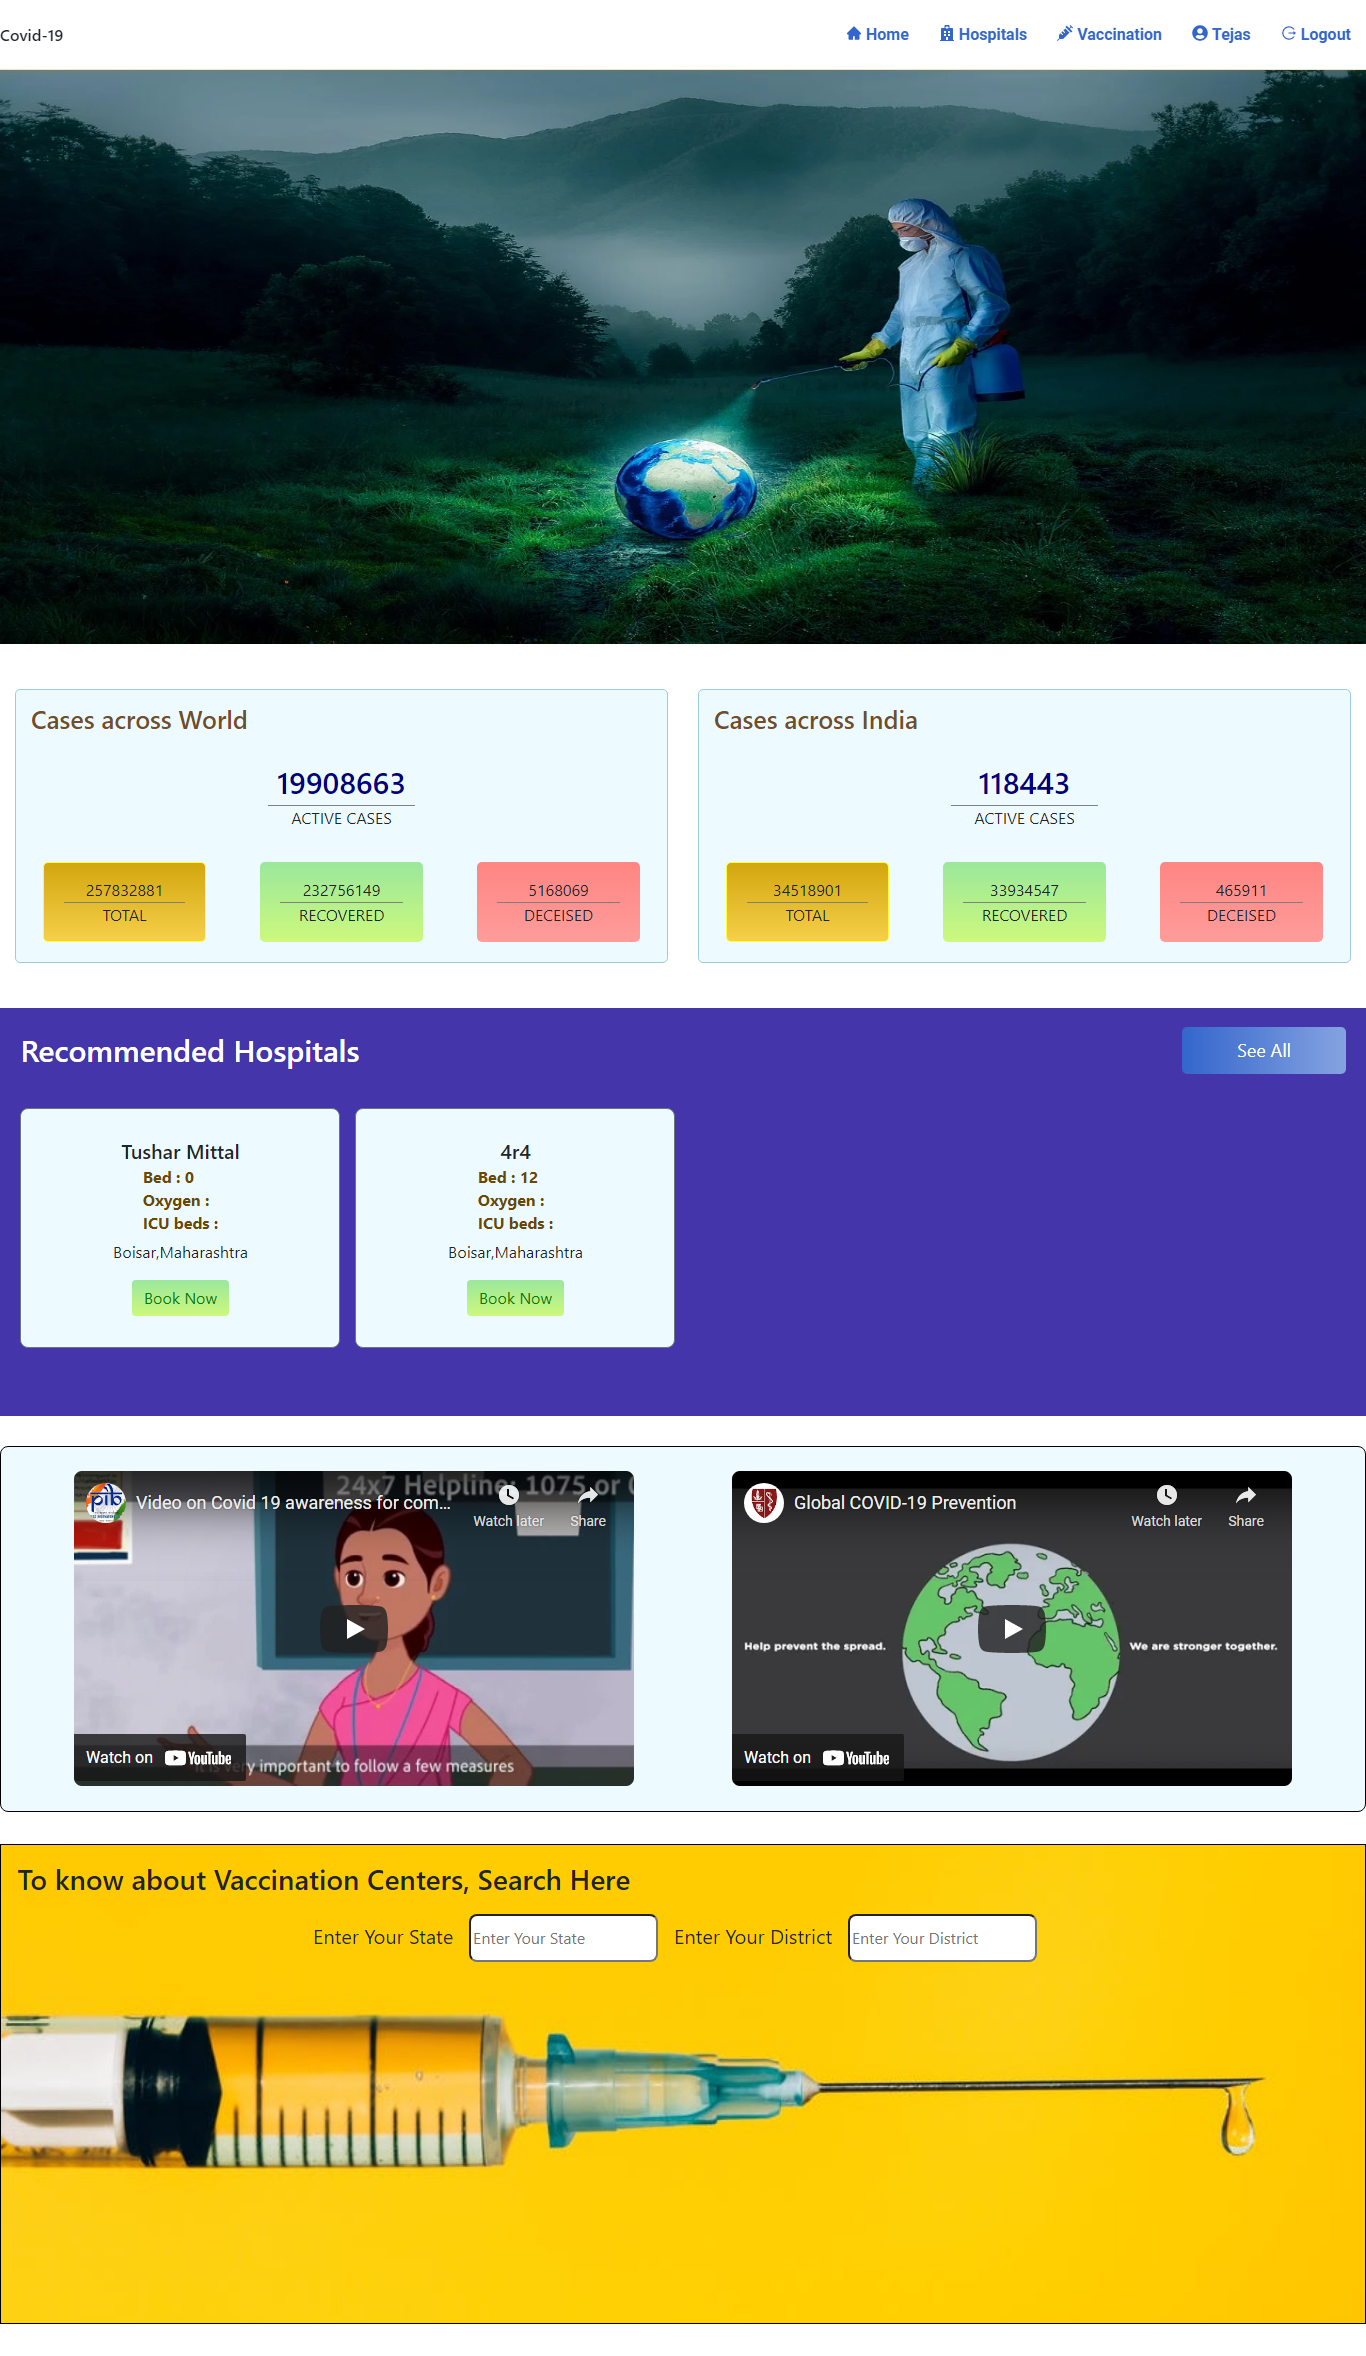 Covid-19
Home
Hospitals
Vaccination
Tejas
Logout
Cases across World
19908663
ACTIVE CASES
257832881
TOTAL
232756149
RECOVERED
5168069
DECEISED
Cases across India
118443
ACTIVE CASES
34518901
TOTAL
33934547
RECOVERED
465911
DECEISED
Recommended Hospitals
See All
Tushar Mittal
Bed : 0
Oxygen :
ICU beds :
Boisar,Maharashtra
Book Now
4r4
Bed : 12
Oxygen :
ICU beds :
Boisar,Maharashtra
Book Now
24x7 Helpline: 1075 or
pib
Video on Covid 19 awareness for com...
Watch later
Share
Watch on YouTube
It is very important to follow a few measures
Global COVID-19 Prevention
Watch later
Share
Help prevent the spread.
We are stronger together.
Watch on YouTube
To know about Vaccination Centers, Search Here
Enter Your State
Enter Your State
Enter Your District
Enter Your District